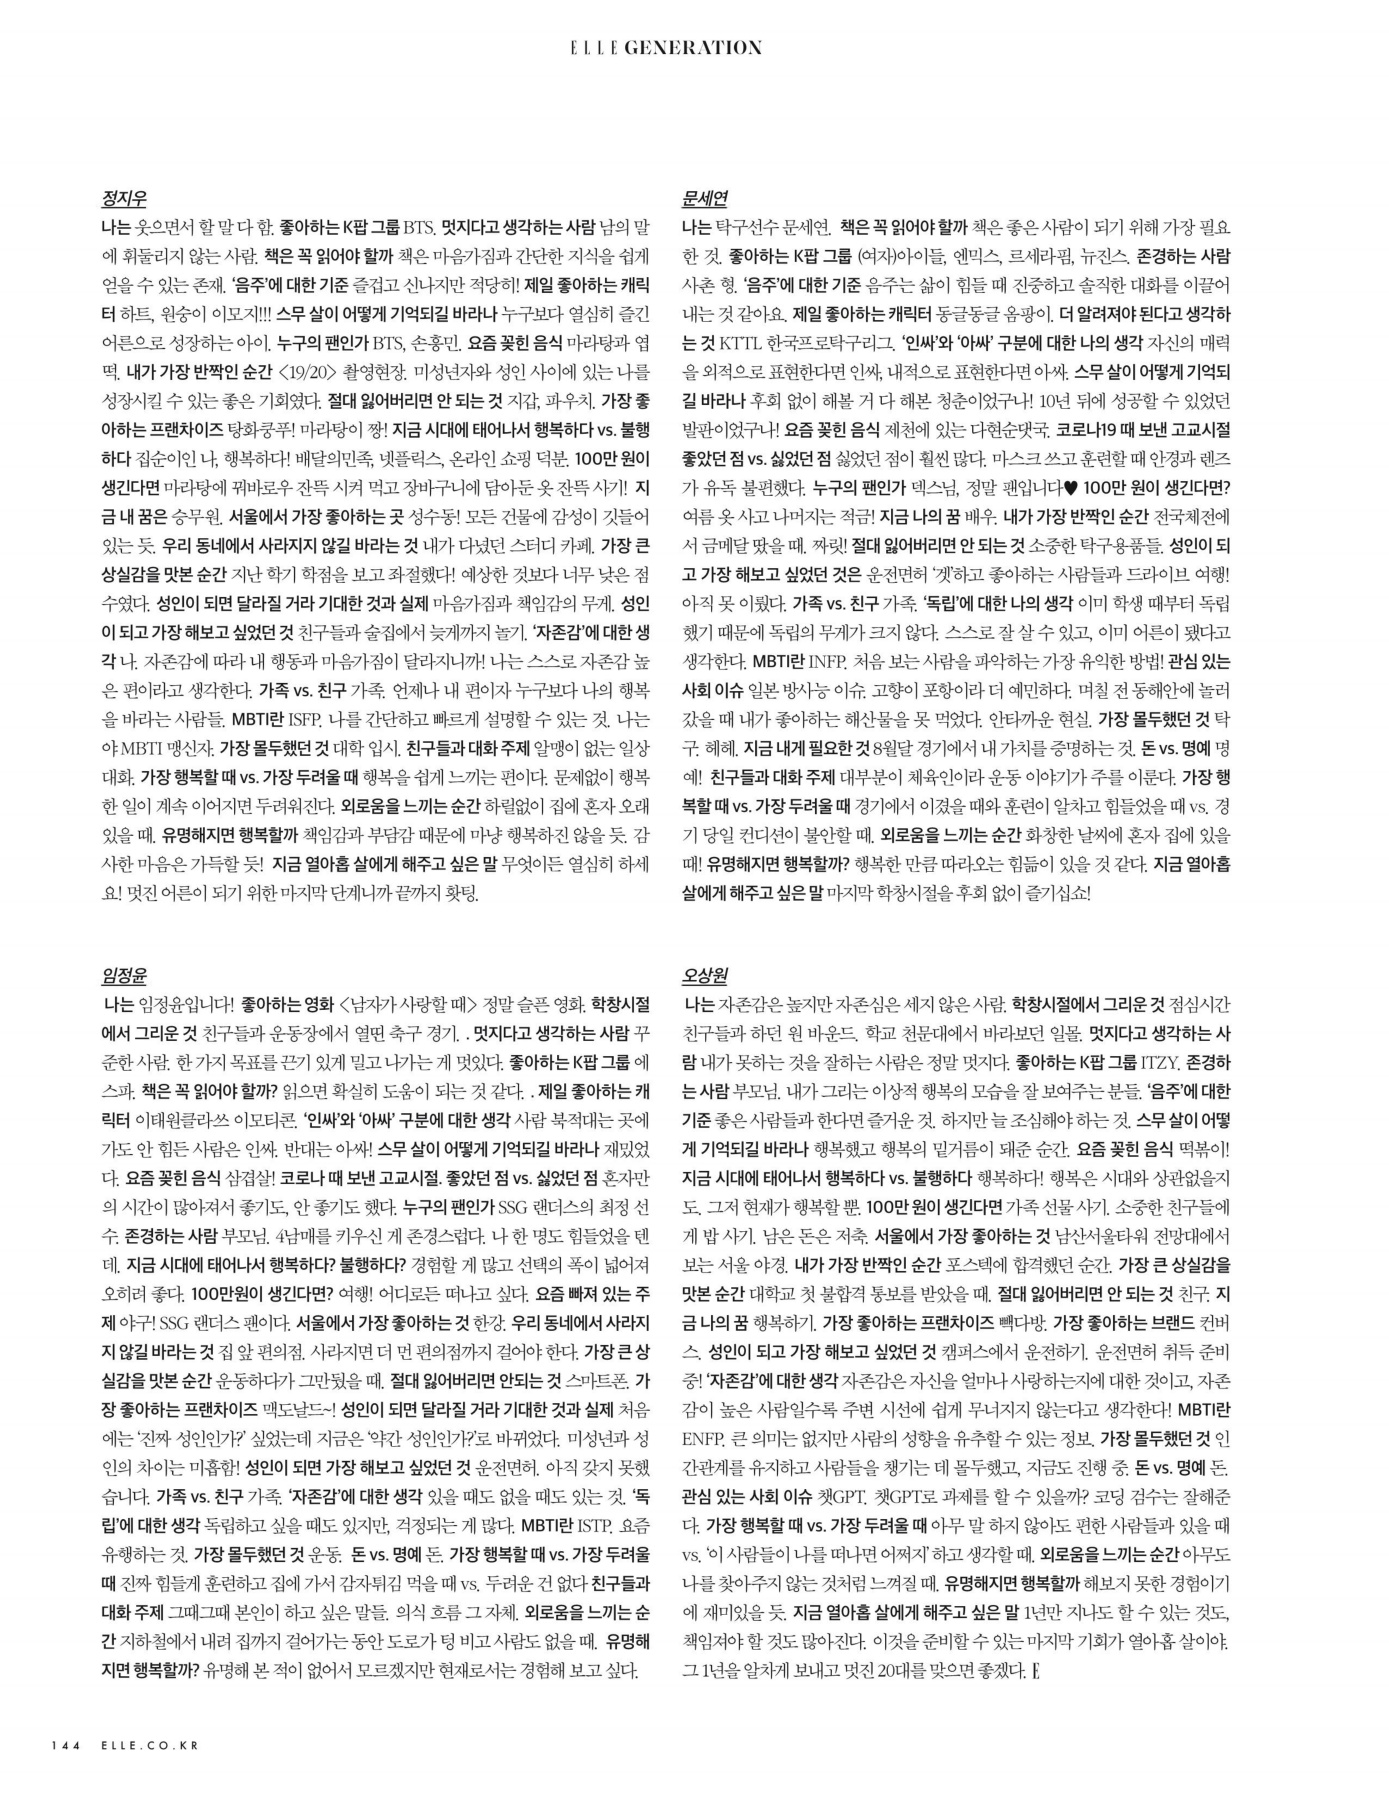 ELLE GENERATION
정지우
나는 웃으면서 할 말 다 함. 좋아하는 K팝 그룹 BTS. 멋지다고 생각하는 사람 남의 말
에 휘둘리지 않는 사람. 책은 꼭 읽어야 할까 책은 마음가짐과 간단한 지식을 쉽게
얻을 수 있는 존재. ‘음주’에 대한 기준 즐겁고 신나지만 적당히! 제일 좋아하는 캐릭
터 하트, 원숭이 이모지!!! 스무 살이 어떻게 기억되길 바라나 누구보다 열심히 즐긴
어른으로 성장하는 아이. 누구의 팬인가 BTS, 손흥민. 요즘 꽂힌 음식 마라탕과 엽
떡. 내가 가장 반짝인 순간 <19/20> 촬영현장. 미성년자와 성인 사이에 있는 나를
성장시킬 수 있는 좋은 기회였다. 절대 잃어버리면 안 되는 것 지갑, 파우치. 가장 좋
아하는 프랜차이즈 탕화쿵푸! 마라탕이 짱! 지금 시대에 태어나서 행복하다 vs. 불행
하다 집순이인 나, 행복하다! 배달의민족, 넷플릭스, 온라인 쇼핑 덕분. 100만 원이
생긴다면 마라탕에 꿔바로우 잔뜩 시켜 먹고 장바구니에 담아둔 옷 잔뜩 사기! 지
금 내 꿈은 승무원. 서울에서 가장 좋아하는 곳 성수동! 모든 건물에 감성이 깃들어
있는 듯. 우리 동네에서 사라지지 않길 바라는 것 내가 다녔던 스터디 카페. 가장 큰
상실감을 맛본 순간 지난 학기 학점을 보고 좌절했다! 예상한 것보다 너무 낮은 점
수였다. 성인이 되면 달라질 거라 기대한 것과 실제 마음가짐과 책임감의 무게. 성인
이 되고 가장 해보고 싶었던 것 친구들과 술집에서 늦게까지 놀기. ‘자존감’에 대한 생
각 나. 자존감에 따라 내 행동과 마음가짐이 달라지니까! 나는 스스로 자존감 높
은 편이라고 생각한다. 가족 vs. 친구 가족. 언제나 내 편이자 누구보다 나의 행복
을 바라는 사람들. MBTI란 ISFP. 나를 간단하고 빠르게 설명할 수 있는 것. 나는
야 MBTI 맹신자. 가장 몰두했던 것 대학 입시. 친구들과 대화 주제 알맹이 없는 일상
대화. 가장 행복할 때 vs. 가장 두려울 때 행복을 쉽게 느끼는 편이다. 문제없이 행복
한 일이 계속 이어지면 두려워진다. 외로움을 느끼는 순간 하릴없이 집에 혼자 오래
있을 때. 유명해지면 행복할까 책임감과 부담감 때문에 마냥 행복하진 않을 듯. 감
사한 마음은 가득할 듯! 지금 열아홉 살에게 해주고 싶은 말 무엇이든 열심히 하세
요! 멋진 어른이 되기 위한 마지막 단계니까 끝까지 홧팅.
문세연
나는 탁구선수 문세연. 책은 꼭 읽어야 할까 책은 좋은 사람이 되기 위해 가장 필요
한 것. 좋아하는 K팝 그룹 (여자)아이들, 엔믹스, 르세라핌, 뉴진스. 존경하는 사람
사촌 형. ‘음주’에 대한 기준 음주는 삶이 힘들 때 진중하고 솔직한 대화를 이끌어
내는 것 같아요. 제일 좋아하는 캐릭터 동글동글 옴팡이. 더 알려져야 된다고 생각하
는 것 KTTL 한국프로탁구리그. ‘인싸’와 ‘아싸’ 구분에 대한 나의 생각 자신의 매력
을 외적으로 표현한다면 인싸, 내적으로 표현한다면 아싸. 스무 살이 어떻게 기억되
길 바라나 후회 없이 해볼 거 다 해본 청춘이었구나! 10년 뒤에 성공할 수 있었던
발판이었구나! 요즘 꽂힌 음식 제천에 있는 다현순댓국. 코로나19 때 보낸 고교시절
좋았던 점 vs. 싫었던 점 싫었던 점이 훨씬 많다. 마스크 쓰고 훈련할 때 안경과 렌즈
가 유독 불편했다. 누구의 팬인가 덱스님, 정말 팬입니다♥ 100만 원이 생긴다면?
여름 옷 사고 나머지는 적금! 지금 나의 꿈 배우. 내가 가장 반짝인 순간 전국체전에
서 금메달 땄을 때. 짜릿! 절대 잃어버리면 안 되는 것 소중한 탁구용품들. 성인이 되
고 가장 해보고 싶었던 것은 운전면허 ‘겟’하고 좋아하는 사람들과 드라이브 여행!
아직 못 이뤘다. 가족 vs. 친구 가족. ‘독립’에 대한 나의 생각 이미 학생 때부터 독립
했기 때문에 독립의 무게가 크지 않다. 스스로 잘 살 수 있고, 이미 어른이 됐다고
생각한다. MBTI란 INFP. 처음 보는 사람을 파악하는 가장 유익한 방법! 관심 있는
사회 이슈 일본 방사능 이슈. 고향이 포항이라 더 예민하다. 며칠 전 동해안에 놀러
갔을 때 내가 좋아하는 해산물을 못 먹었다. 안타까운 현실. 가장 몰두했던 것 탁
구. 헤헤. 지금 내게 필요한 것 8월달 경기에서 내 가치를 증명하는 것. 돈 vs. 명예 명
예! 친구들과 대화 주제 대부분이 체육인이라 운동 이야기가 주를 이룬다. 가장 행
복할 때 vs. 가장 두려울 때 경기에서 이겼을 때와 훈련이 알차고 힘들었을 때 vs. 경
기 당일 컨디션이 불안할 때. 외로움을 느끼는 순간 화창한 날씨에 혼자 집에 있을
때! 유명해지면 행복할까? 행복한 만큼 따라오는 힘듦이 있을 것 같다. 지금 열아홉
살에게 해주고 싶은 말 마지막 학창시절을 후회 없이 즐기십쇼!
임정윤
나는 임정윤입니다! 좋아하는 영화 <남자가 사랑할 때> 정말 슬픈 영화. 학창시절
에서 그리운 것 친구들과 운동장에서 열띤 축구 경기. . 멋지다고 생각하는 사람 꾸
준한 사람. 한 가지 목표를 끈기 있게 밀고 나가는 게 멋있다. 좋아하는 K팝 그룹 에
스파. 책은 꼭 읽어야 할까? 읽으면 확실히 도움이 되는 것 같다. . 제일 좋아하는 캐
릭터 이태원클라쓰 이모티콘. ‘인싸’와 ‘아싸’ 구분에 대한 생각 사람 북적대는 곳에
가도 안 힘든 사람은 인싸. 반대는 아싸! 스무 살이 어떻게 기억되길 바라나 재밌었
다. 요즘 꽂힌 음식 삼겹살! 코로나 때 보낸 고교시절. 좋았던 점 vs. 싫었던 점 혼자만
의 시간이 많아져서 좋기도, 안 좋기도 했다. 누구의 팬인가 SSG 랜더스의 최정 선
수. 존경하는 사람 부모님. 4남매를 키우신 게 존경스럽다. 나 한 명도 힘들었을 텐
데. 지금 시대에 태어나서 행복하다? 불행하다? 경험할 게 많고 선택의 폭이 넓어져
오히려 좋다. 100만원이 생긴다면? 여행! 어디로든 떠나고 싶다. 요즘 빠져 있는 주
제 야구! SSG 랜더스 팬이다. 서울에서 가장 좋아하는 것 한강. 우리 동네에서 사라지
지 않길 바라는 것 집 앞 편의점. 사라지면 더 먼 편의점까지 걸어야 한다. 가장 큰 상
실감을 맛본 순간 운동하다가 그만뒀을 때. 절대 잃어버리면 안되는 것 스마트폰. 가
장 좋아하는 프랜차이즈 맥도날드~! 성인이 되면 달라질 거라 기대한 것과 실제 처음
에는 ‘진짜 성인인가?’ 싶었는데 지금은 ‘약간 성인인가?’로 바뀌었다. 미성년과 성
인의 차이는 미흡함! 성인이 되면 가장 해보고 싶었던 것 운전면허. 아직 갖지 못했
습니다. 가족 vs. 친구 가족. ‘자존감’에 대한 생각 있을 때도 없을 때도 있는 것. ‘독
립’에 대한 생각 독립하고 싶을 때도 있지만, 걱정되는 게 많다. MBTI란 ISTP. 요즘
유행하는 것. 가장 몰두했던 것 운동. 돈 vs. 명예 돈. 가장 행복할 때 vs. 가장 두려울
때 진짜 힘들게 훈련하고 집에 가서 감자튀김 먹을 때 vs. 두려운 건 없다 친구들과
대화 주제 그때그때 본인이 하고 싶은 말들. 의식 흐름 그 자체. 외로움을 느끼는 순
간 지하철에서 내려 집까지 걸어가는 동안 도로가 텅 비고 사람도 없을 때. 유명해
지면 행복할까? 유명해 본 적이 없어서 모르겠지만 현재로서는 경험해 보고 싶다.
오상원
나는 자존감은 높지만 자존심은 세지 않은 사람. 학창시절에서 그리운 것 점심시간
친구들과 하던 원 바운드. 학교 천문대에서 바라보던 일몰. 멋지다고 생각하는 사
람 내가 못하는 것을 잘하는 사람은 정말 멋지다. 좋아하는 K팝 그룹 ITZY. 존경하
는 사람 부모님. 내가 그리는 이상적 행복의 모습을 잘 보여주는 분들. ‘음주’에 대한
기준 좋은 사람들과 한다면 즐거운 것. 하지만 늘 조심해야 하는 것. 스무 살이 어떻
게 기억되길 바라나 행복했고 행복의 밑거름이 돼준 순간. 요즘 꽂힌 음식 떡볶이!
지금 시대에 태어나서 행복하다 vs. 불행하다 행복하다! 행복은 시대와 상관없을지
도. 그저 현재가 행복할 뿐. 100만 원이 생긴다면 가족 선물 사기. 소중한 친구들에
게 밥 사기. 남은 돈은 저축. 서울에서 가장 좋아하는 것 남산서울타워 전망대에서
보는 서울 야경. 내가 가장 반짝인 순간 포스텍에 합격했던 순간. 가장 큰 상실감을
맛본 순간 대학교 첫 불합격 통보를 받았을 때. 절대 잃어버리면 안 되는 것 친구. 지
금 나의 꿈 행복하기. 가장 좋아하는 프랜차이즈 빽다방. 가장 좋아하는 브랜드 컨버
스. 성인이 되고 가장 해보고 싶었던 것 캠퍼스에서 운전하기. 운전면허 취득 준비
중! ‘자존감’에 대한 생각 자존감은 자신을 얼마나 사랑하는지에 대한 것이고, 자존
감이 높은 사람일수록 주변 시선에 쉽게 무너지지 않는다고 생각한다! MBTI란
ENFP. 큰 의미는 없지만 사람의 성향을 유추할 수 있는 정보. 가장 몰두했던 것 인
간관계를 유지하고 사람들을 챙기는 데 몰두했고, 지금도 진행 중. 돈 vs. 명예 돈.
관심 있는 사회 이슈 챗GPT. 챗GPT로 과제를 할 수 있을까? 코딩 검수는 잘해준
다. 가장 행복할 때 vs. 가장 두려울 때 아무 말 하지 않아도 편한 사람들과 있을 때
vs. ‘이 사람들이 나를 떠나면 어쩌지’ 하고 생각할 때. 외로움을 느끼는 순간 아무도
나를 찾아주지 않는 것처럼 느껴질 때. 유명해지면 행복할까 해보지 못한 경험이기
에 재미있을 듯. 지금 열아홉 살에게 해주고 싶은 말 1년만 지나도 할 수 있는 것도,
책임져야 할 것도 많아진다. 이것을 준비할 수 있는 마지막 기회가 열아홉 살이야.
그 1년을 알차게 보내고 멋진 20대를 맞으면 좋겠다. E
144 ELLE.CO.KR